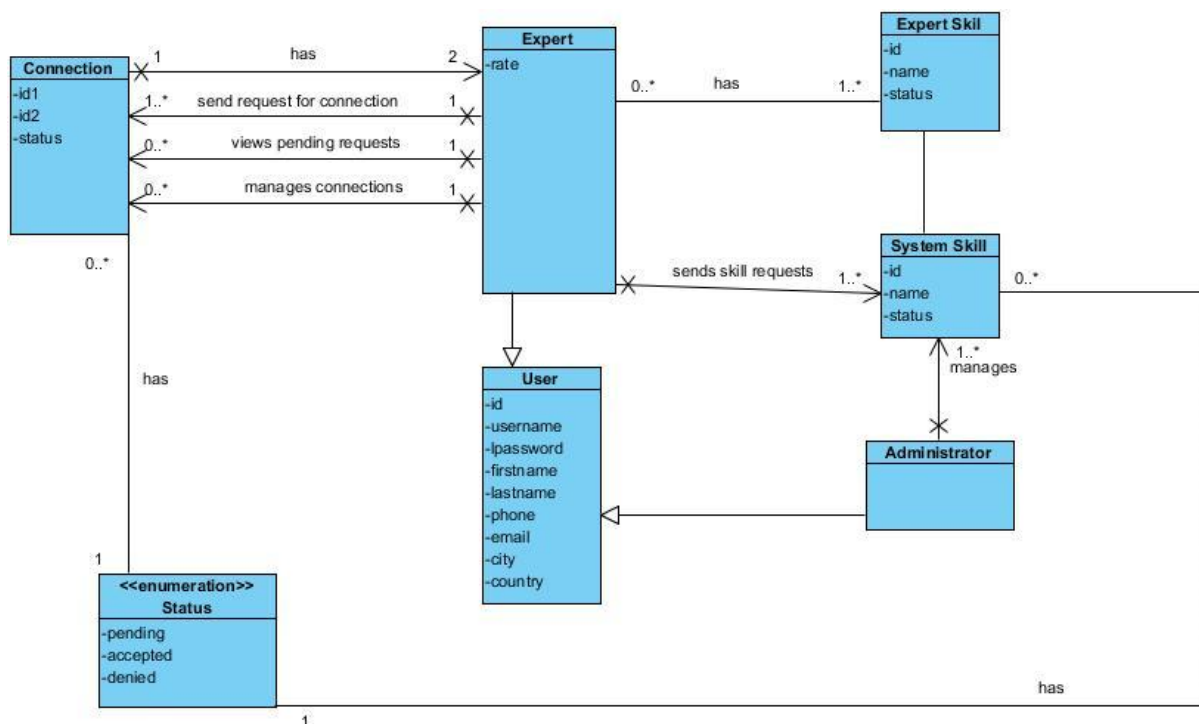 Connection
-id1
-id2
-status
1
has
2
1..*
send request for connection
1
0..*
views pending requests
1
0..*
manages connections
1
Expert
-rate
0..*
has
1..*
Expert Skil
-id
-name
-status
sends skill requests
1..*
System Skill
-id
-name
-status
0..*
1..*
manages
0..*
has
1
User
-id
-username
-lpassword
-firstname
-lastname
-phone
-email
-city
-country
Administrator
<<enumeration>>
Status
-pending
-accepted
-denied
1
has